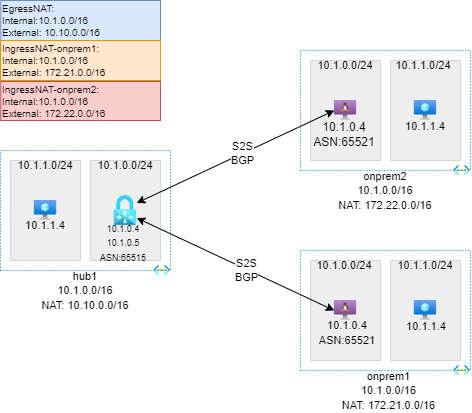 EgressNAT:
Internal:10.1.0.0/16
External: 10.10.0.0/16
IngressNAT-onprem1:
Internal:10.1.0.0/16
External: 172.21.0.0/16
IngressNAT-onprem2:
Internal:10.1.0.0/16
External: 172.22.0.0/16
10.1.0.0/24
10.1.1.0/24
10.1.0.4
ASN:65521
10.1.1.4
onprem2
10.1.0.0/16
NAT: 172.22.0.0/16
S2S
BGP
10.1.1.0/24
10.1.0.0/24
10.1.1.4
10.1.0.4
10.1.0.5
ASN:65515
hub1
10.1.0.0/16
NAT: 10.10.0.0/16
S2S
BGP
10.1.0.0/24
10.1.1.0/24
10.1.0.4
ASN:65521
10.1.1.4
onprem1
10.1.0.0/16
NAT: 172.21.0.0/16